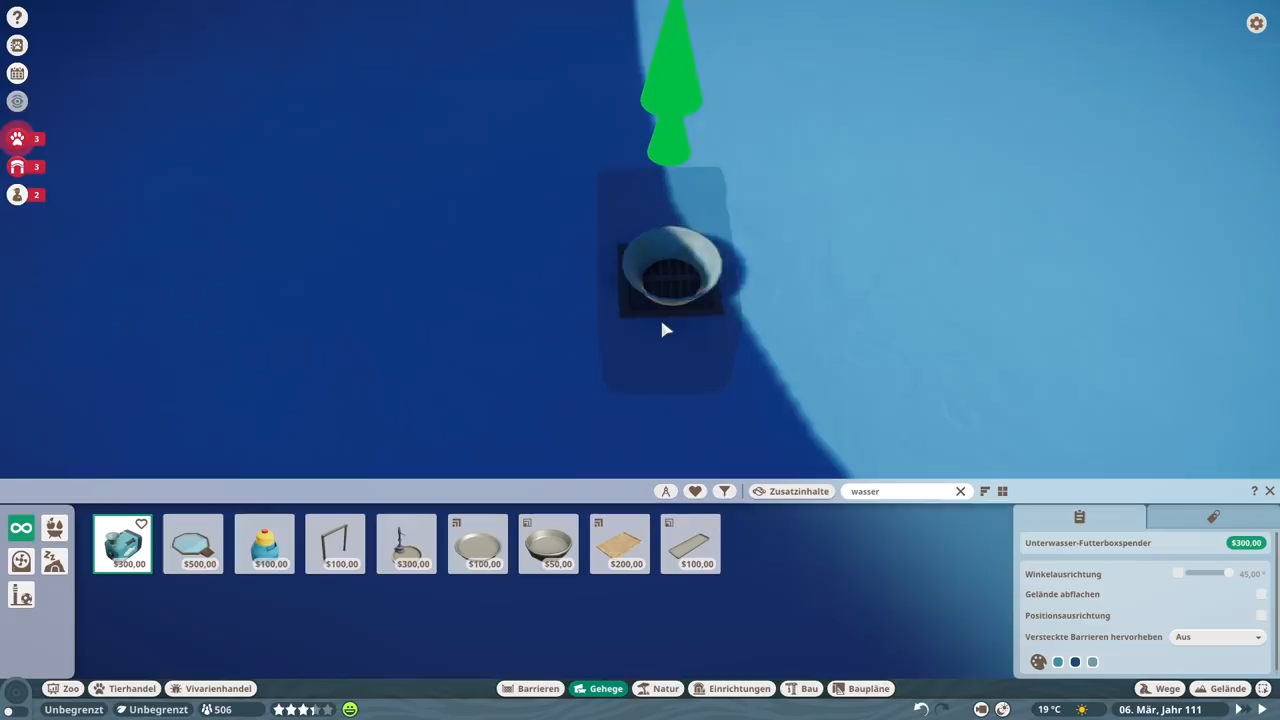 ?
3
3
2
Zusatzinhalte
wasser
? ×
$300,00
$500,00
$100,00
$100,00
$300,00
$100,00
$50,00
$200,00
$100,00
Unterwasser-Futterboxspender
$300,00
Winkelausrichtung
45,00°
Gelände abflachen
Positionsausrichtung
Versteckte Barrieren hervorheben
Aus
Zoo
Tierhandel
Vivarienhandel
Barrieren
Gehege
Natur
Einrichtungen
Bau
Baupläne
Wege
Gelände
Unbegrenzt
Unbegrenzt
506
19 °C
06. Mär, Jahr 111